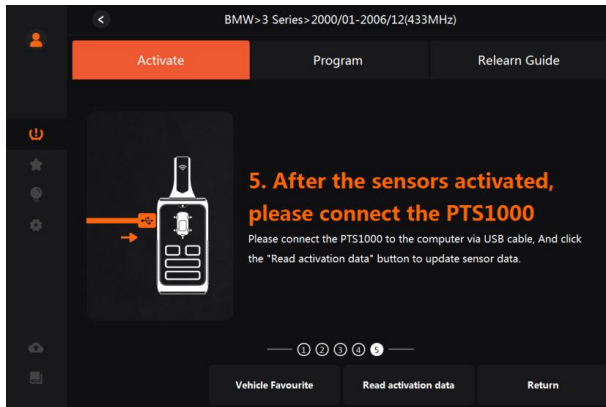 BMW>3 Series>2000/01-2006/12(433MHz)
Activate
Program
Relearn Guide
5. After the sensors activated,
please connect the PTS1000
Please connect the PTS1000 to the computer via USB cable, And click
the "Read activation data" button to update sensor data.
1 2 3 4 5
Vehicle Favourite
Read activation data
Return